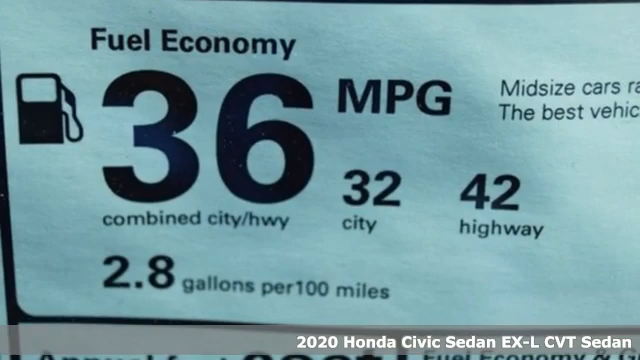 Fuel Economy
36 MPG
Midsize cars
The best
32 42
combined city/hwy city highway
2.8 gallons per100 miles
2020 Honda Civic Sedan EX-L CVT Sedan
Fuel Economy &